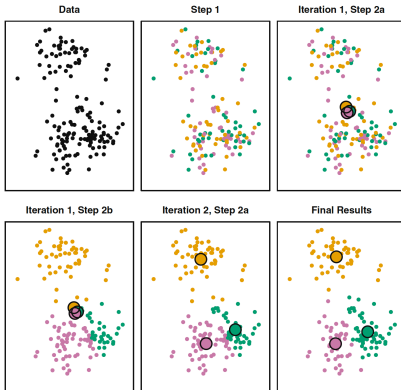 Data
Step 1
Iteration 1, Step 2a
Iteration 1, Step 2b
Iteration 2, Step 2a
Final Results